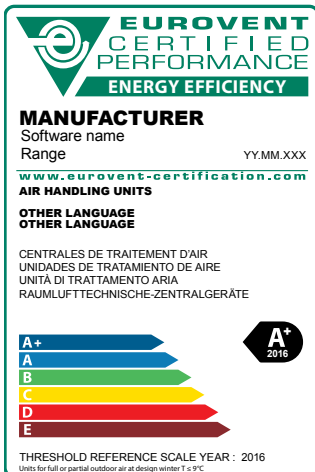 EUROVENT
CERTIFIED
PERFORMANCE
ENERGY EFFICIENCY
MANUFACTURER
Software name
Range YY.MM.XXX
www.eurovent-certification.com
AIR HANDLING UNITS
OTHER LANGUAGE
OTHER LANGUAGE
CENTRALES DE TRAITEMENT D'AIR
UNIDADES DE TRATAMIENTO DE AIRE
UNITÀ DI TRATTAMENTO ARIA
RAUMLUFTTECHNISCHE-ZENTRALGERÄTE
A+
A
B
C
D
E
A+
2016
THRESHOLD REFERENCE SCALE YEAR : 2016
Units for full or partial outdoor air at design winter T ≤ 9°C